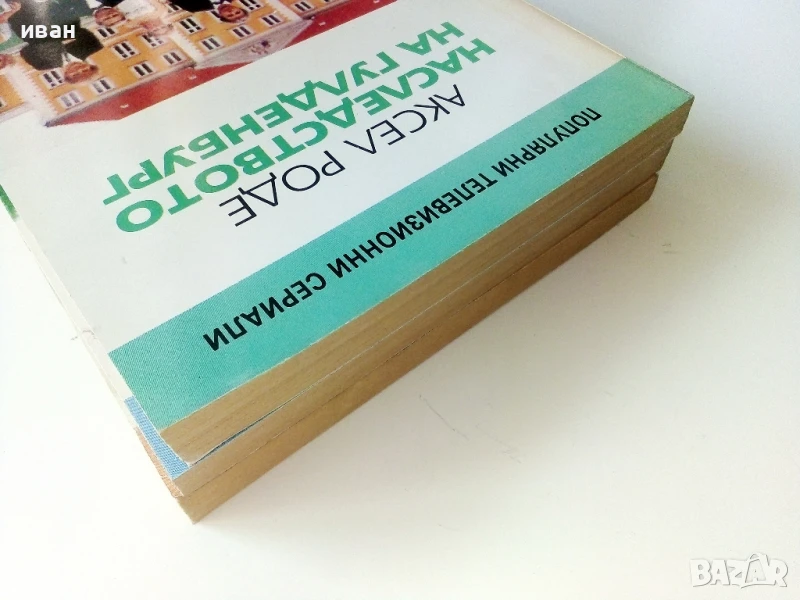 иван
ПОПУЛЯРНИ ТЕЛЕВИЗИОННИ СЕРИАЛИ
АКСЕЛ РОДЕ
НАСЛЕДСТВОТО
НА ГУЛДЕНБУРГ
BAZAR